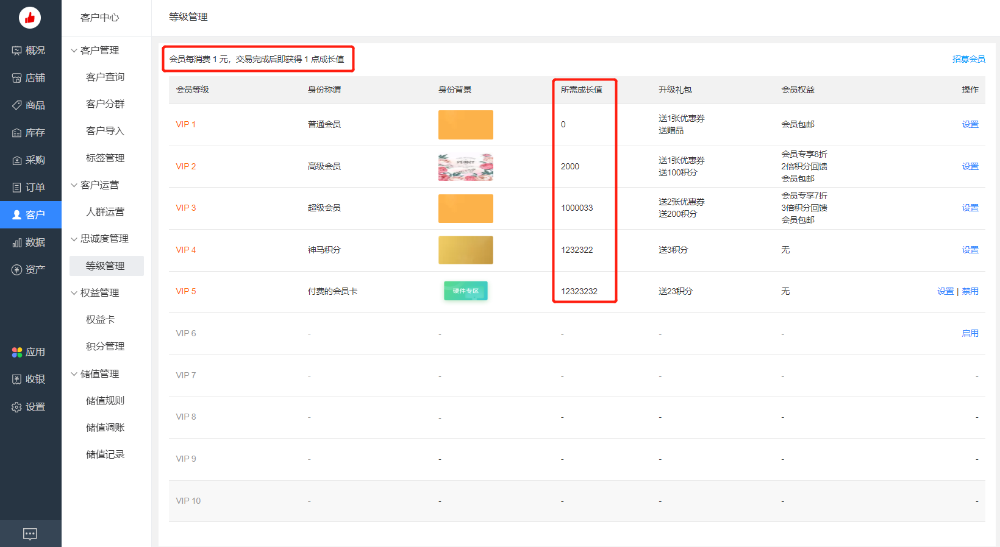 概况
店铺
商品
库存
采购
订单
客户
数据
资产
应用
收银
设置
客户中心
客户管理
客户查询
客户分群
客户导入
标签管理
客户运营
人群运营
忠诚度管理
等级管理
权益管理
权益卡
积分管理
储值管理
储值规则
储值调账
储值记录
等级管理
会员每消费 1 元，交易完成后即获得 1 点成长值
招募会员
会员等级 身份称谓 身份背景 所需成长值 升级礼包 会员权益 操作
VIP 1 普通会员 0 送1张优惠券 会员包邮 设置
送赠品
VIP 2 高级会员 PEONY 2000 送1张优惠券 会员专享8折 设置
送100积分 2倍积分回馈
会员包邮
VIP 3 超级会员 1000033 送2张优惠券 会员专享7折 设置
送200积分 3倍积分回馈
会员包邮
VIP 4 神马积分 1232322 送3积分 无 设置
VIP 5 付费的会员卡 硬件专区 12323232 送23积分 无 设置 | 禁用
VIP 6 - - - - - 启用
VIP 7 - - - - - -
VIP 8 - - - - - -
VIP 9 - - - - - -
VIP 10 - - - - - -